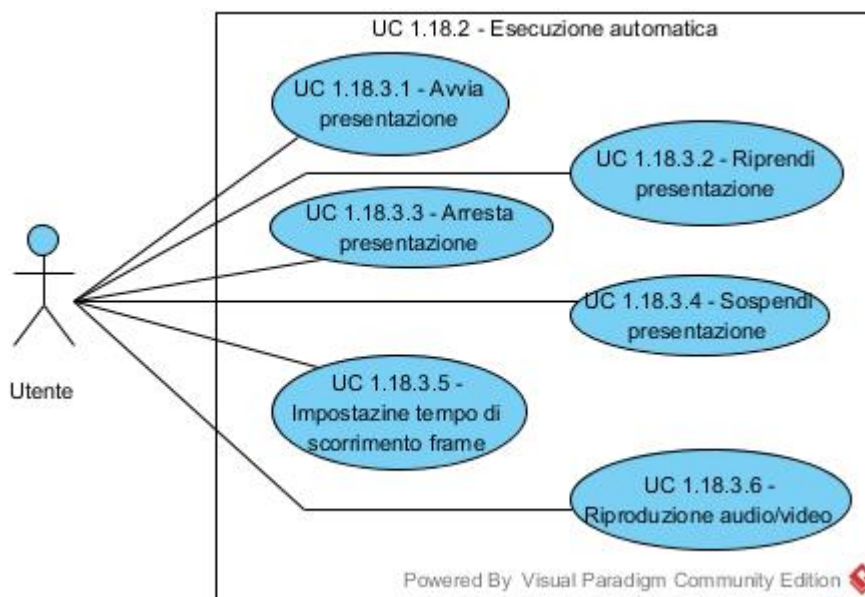 UC 1.18.2 - Esecuzione automatica
UC 1.18.3.1 - Avvia
presentazione
UC 1.18.3.2 - Riprendi
presentazione
UC 1.18.3.3 - Arresta
presentazione
UC 1.18.3.4 - Sospendi
presentazione
Utente
UC 1.18.3.5 -
Impostazine tempo di
scorrimento frame
UC 1.18.3.6 -
Riproduzione audio/video
Powered By Visual Paradigm Community Edition